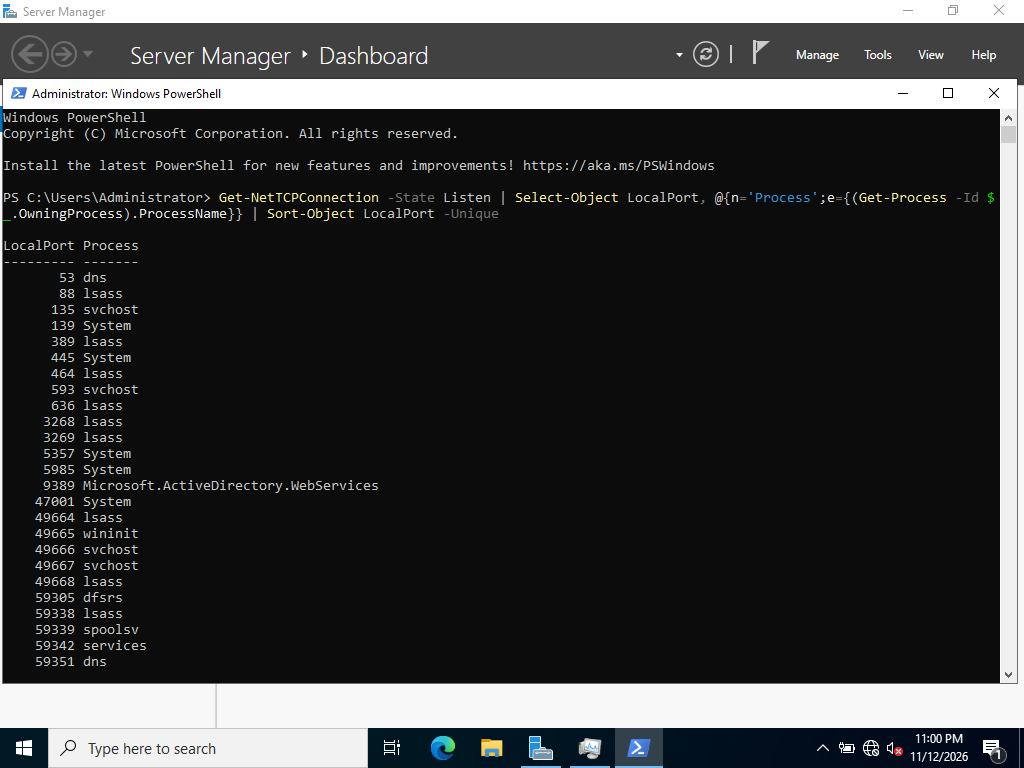 Server Manager
Server Manager ‣ Dashboard
Manage Tools View Help
Administrator: Windows PowerShell
Windows PowerShell
Copyright (C) Microsoft Corporation. All rights reserved.
Install the latest PowerShell for new features and improvements! https://aka.ms/PSWindows
PS C:\Users\Administrator> Get-NetTCPConnection -State Listen | Select-Object LocalPort, @{n='Process';e={(Get-Process -Id $
_.OwningProcess).ProcessName}} | Sort-Object LocalPort -Unique
LocalPort Process
--------- -------
53 dns
88 lsass
135 svchost
139 System
389 lsass
445 System
464 lsass
593 svchost
636 lsass
3268 lsass
3269 lsass
5357 System
5985 System
9389 Microsoft.ActiveDirectory.WebServices
47001 System
49664 lsass
49665 wininit
49666 svchost
49667 svchost
49668 lsass
59305 dfsrs
59338 lsass
59339 spoolsv
59342 services
59351 dns
Type here to search
11:00 PM
11/12/2026
1